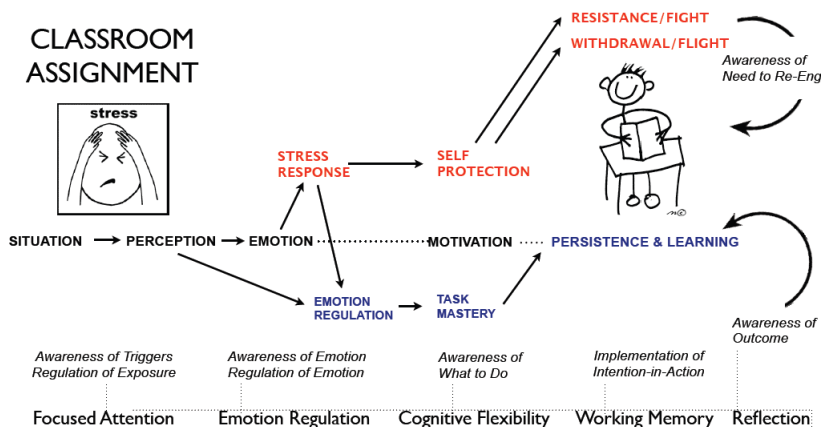 CLASSROOM
ASSIGNMENT
stress
RESISTANCE/FIGHT
WITHDRAWAL/FLIGHT
Awareness of
Need to Re-Eng
STRESS
RESPONSE
SELF
PROTECTION
SITUATION
PERCEPTION
EMOTION
MOTIVATION
PERSISTENCE & LEARNING
EMOTION
REGULATION
TASK
MASTERY
Awareness of
Outcome
Awareness of Triggers
Regulation of Exposure
Awareness of Emotion
Regulation of Emotion
Awareness of
What to Do
Implementation of
Intention-in-Action
Focused Attention
Emotion Regulation
Cognitive Flexibility
Working Memory
Reflection